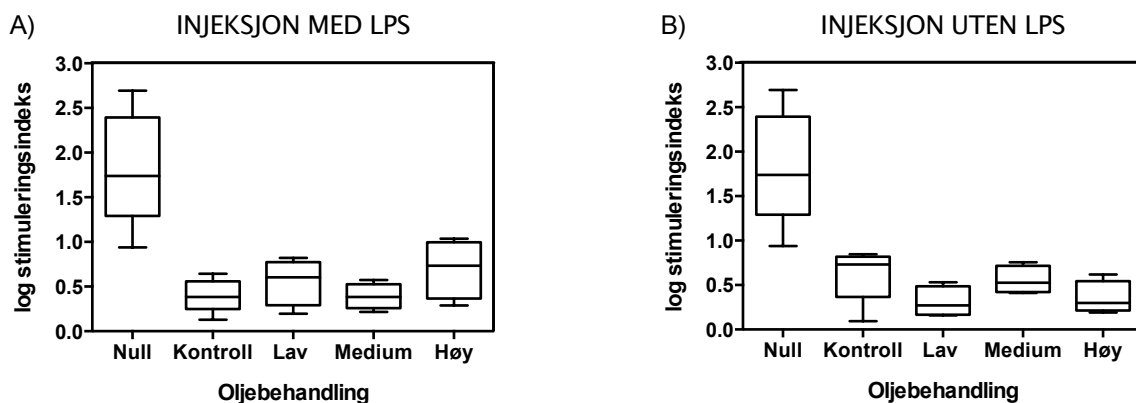 A) INJEKSJON MED LPS
log stimuleringsindeks
3.0
2.5
2.0
1.5
1.0
0.5
0.0
Null Kontroll Lav Medium Høy
Oljebehandling
B) INJEKSJON UTEN LPS
log stimuleringsindeks
3.0
2.5
2.0
1.5
1.0
0.5
0.0
Null Kontroll Lav Medium Høy
Oljebehandling